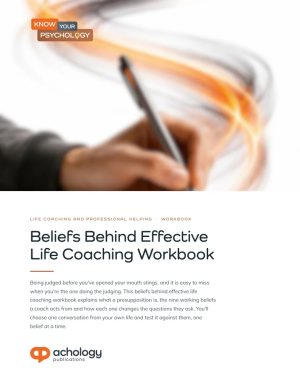 KNOW YOUR
PSYCHOLOGY
LIFE COACHING AND PROFESSIONAL HELPING · WORKBOOK
Beliefs Behind Effective
Life Coaching Workbook
Being judged before you've opened your mouth stings, and it is easy to miss
when you're the one doing the judging. This beliefs behind effective life
coaching workbook explains what a presupposition is, the nine working beliefs
a coach acts from and how each one changes the questions they ask. You'll
choose one conversation from your own life and test it against them, one
belief at a time.
achology
publications